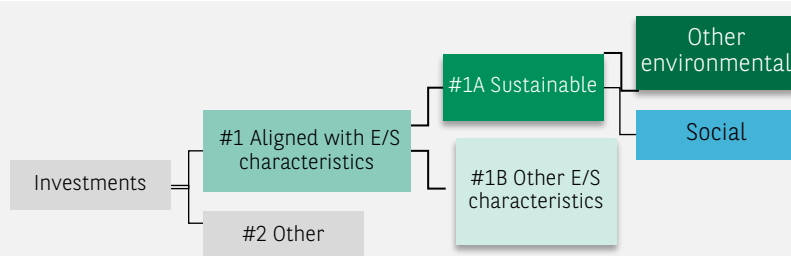 Other
environmental
#1A Sustainable
#1 Aligned with E/S
characteristics
Social
Investments
#1B Other E/S
characteristics
#2 Other